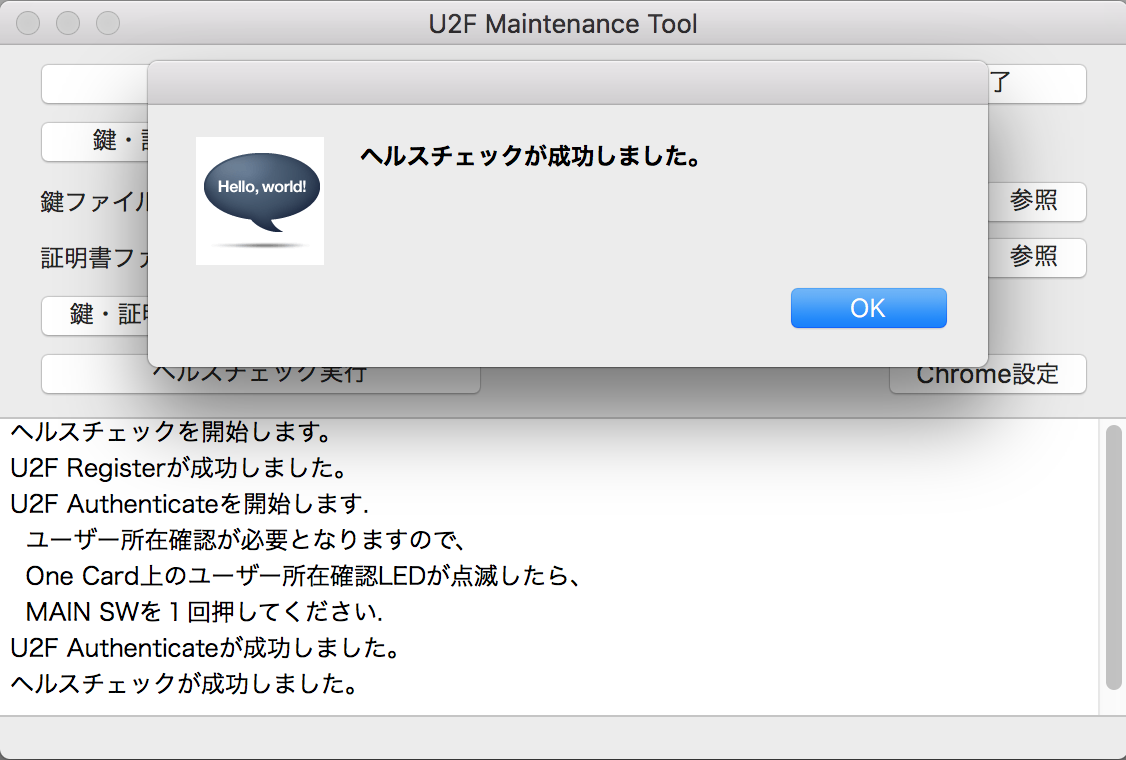 U2F Maintenance Tool
了
ヘルスチェックが成功しました。
Hello, world!
鍵・
鍵ファイル
参照
証明書ファ
参照
OK
鍵・証
ヘルスチェック実行
Chrome設定
ヘルスチェックを開始します。
U2F Registerが成功しました。
U2F Authenticateを開始します.
ユーザー所在確認が必要となりますので、
One Card上のユーザー所在確認LEDが点滅したら、
MAIN SWを１回押してください.
U2F Authenticateが成功しました。
ヘルスチェックが成功しました。